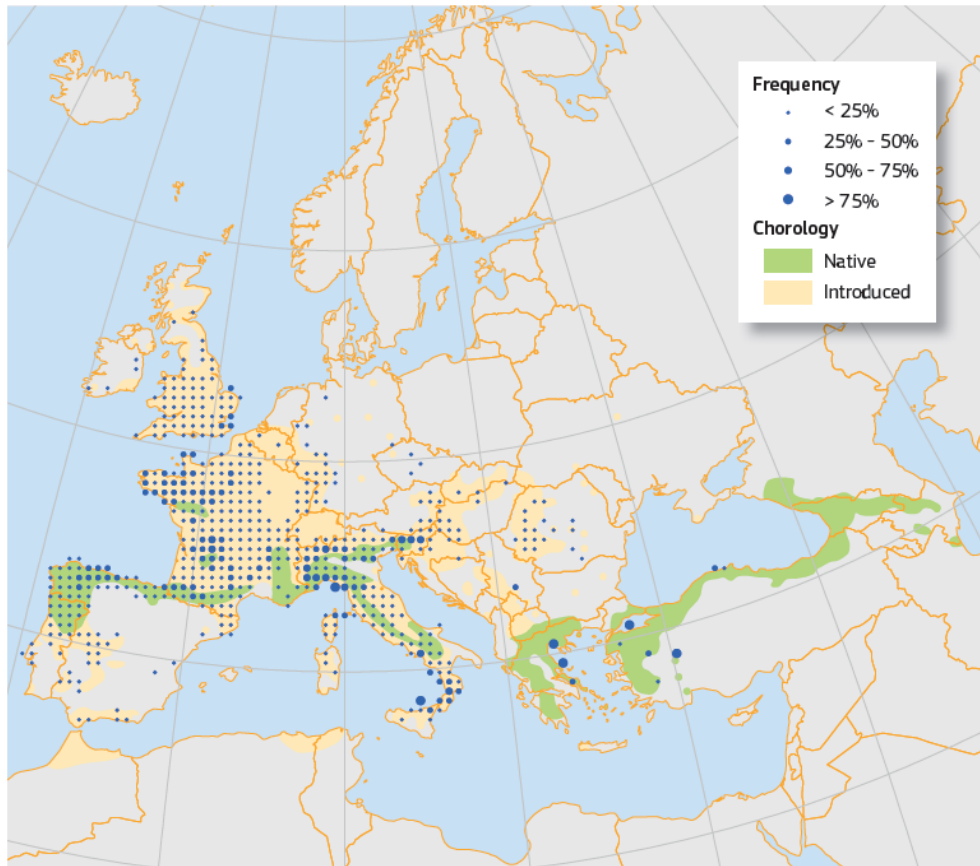 Frequency
< 25%
25% - 50%
50% - 75%
> 75%
Chorology
Native
Introduced